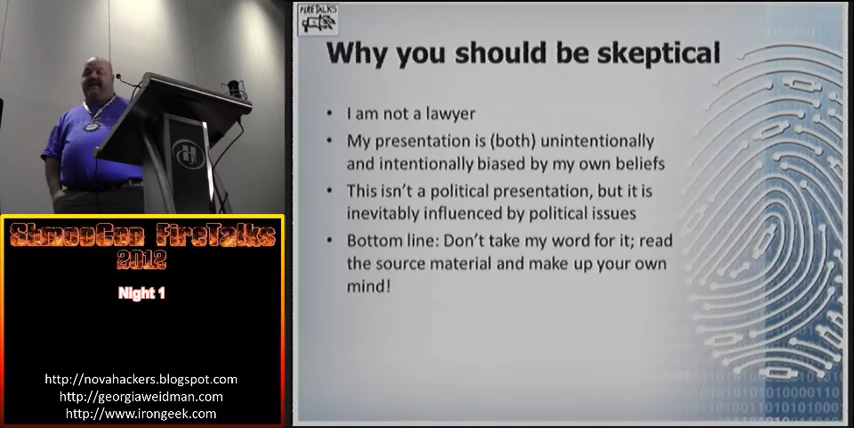 FIRETALKS
Why you should be skeptical
• I am not a lawyer
• My presentation is (both) unintentionally
and intentionally biased by my own beliefs
• This isn't a political presentation, but it is
inevitably influenced by political issues
• Bottom line: Don't take my word for it; read
the source material and make up your own
mind!
ShmooCon FireTalks
2012
Night 1
http://novahackers.blogspot.com
http://georgiaweidman.com
http://www.irongeek.com